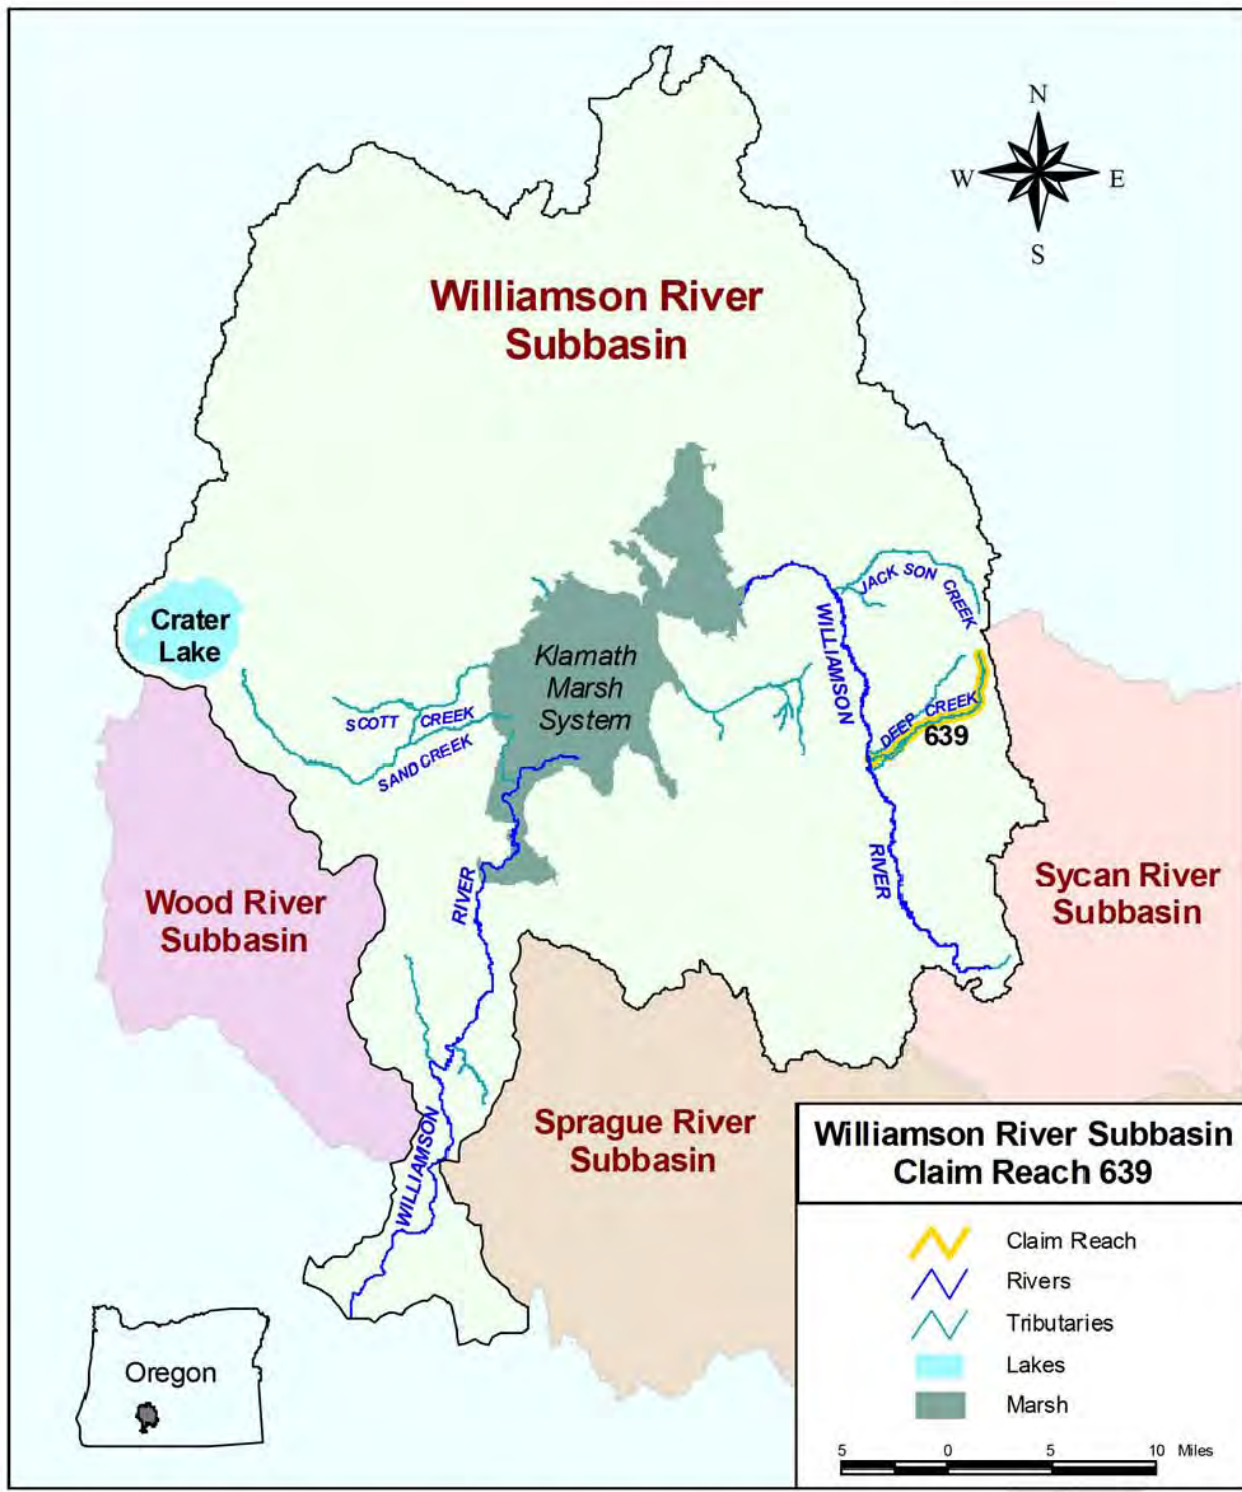 N
W
E
S
Williamson River
Subbasin
JACK SON CREEK
Crater
Lake
Klamath
Marsh
System
WILLIAMSON
SCOTT CREEK
DEEP CREEK
639
SAND CREEK
RIVER
RIVER
Wood River
Subbasin
Sycan River
Subbasin
Sprague River
Subbasin
WILLIAMSON
Williamson River Subbasin
Claim Reach 639
Claim Reach
Rivers
Tributaries
Lakes
Marsh
5 0 5 10 Miles
Oregon